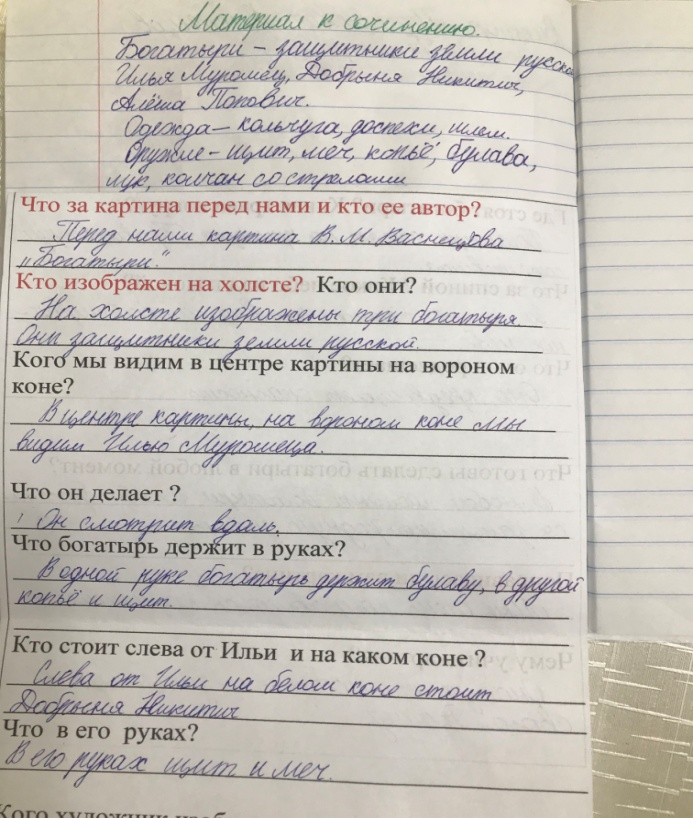 Материал к сочинению.
Богатыри – защитники земли русской
Илья Муромец, Добрыня Никитич,
Алёша Попович.
Одежда – кольчуга, доспехи, шлем.
Оружие – щит, меч, копьё, булава,
лук, колчан со стрелами
Что за картина перед нами и кто ее автор?
Перед нами картина В.М. Васнецова
"Богатыри."
Кто изображен на холсте? Кто они?
На холсте изображены три богатыря.
Они защитники земли русской.
Кого мы видим в центре картины на вороном
коне?
В центре картины, на вороном коне мы
видим Илью Муромеца.
Что он делает ?
Он смотрит вдаль.
Что богатырь держит в руках?
В одной руке богатырь держит булаву, в другой
копьё и щит.
Кто стоит слева от Ильи и на каком коне ?
Слева от Ильи на белом коне стоит
Добрыня Никитич
Что в его руках?
В его руках щит и меч.
Кого художник